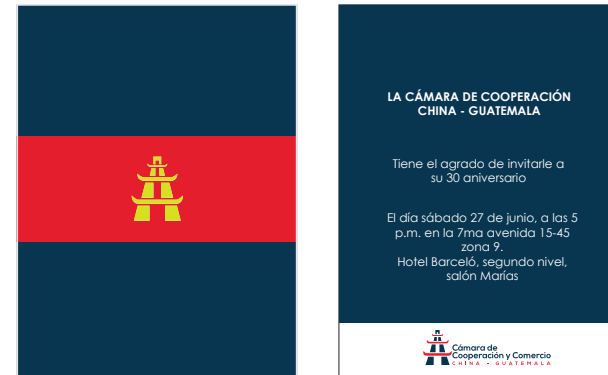 LA CÁMARA DE COOPERACIÓN
CHINA - GUATEMALA
Tiene el agrado de invitarle a
su 30 aniversario
El día sábado 27 de junio, a las 5
p.m. en la 7ma avenida 15-45
zona 9.
Hotel Barceló, segundo nivel,
salón Marías
Cámara de
Cooperación y Comercio
CHINA - GUATEMALA